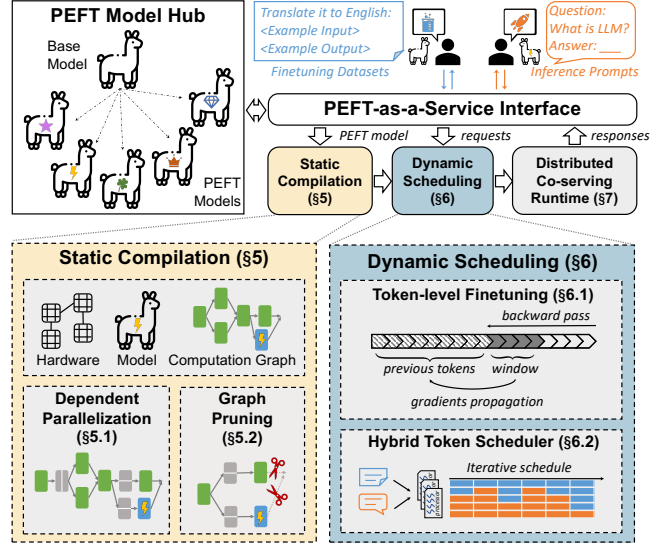 PEFT Model Hub
Base
Model
PEFT
Models
Translate it to English:
<Example Input>
<Example Output>
Finetuning Datasets
Question:
What is LLM?
Answer: ___
Inference Prompts
PEFT-as-a-Service Interface
PEFT model
requests
responses
Static
Compilation
(§5)
Dynamic
Scheduling
(§6)
Distributed
Co-serving
Runtime (§7)
Static Compilation (§5)
Hardware
Model
Computation Graph
Dependent
Parallelization
(§5.1)
Graph
Pruning
(§5.2)
Dynamic Scheduling (§6)
Token-level Finetuning (§6.1)
backward pass
previous tokens
window
gradients propagation
Hybrid Token Scheduler (§6.2)
Iterative schedule